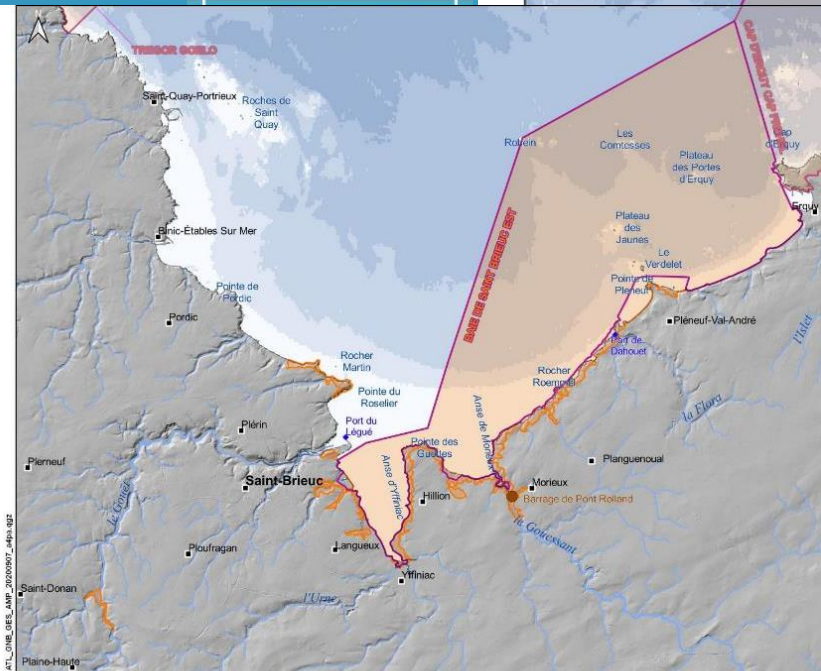 TREGOR GOELO
Saint-Quay-Portrieux
Roches de
Saint
Quay
Rohein
Les
Comtesses
Plateau
des Portes
d'Erquy
CAP D'ERQUY CAP FREHEL
Cap
d'Erquy
Erquy
Binic-Étables Sur Mer
Plateau
des
Jaunes
Le
Verdelet
BAIE DE SAINT BRIEUC EST
Pointe de
Pordic
Pointe de
Pordic
Pléneuf-Val-André
l'Islet
Port de
Dahouet
Rocher
Martin
Rocher
Roemmel
Pointe du
Roselier
Anse de Morieux
la Flora
Port du
Légué
Plérin
Pointe des
Guettes
Anse d'Yffiniac
Plerneuf
le Gouët
Saint-Brieuc
Hillion
Morieux
Planguenoual
Barrage de Pont Rolland
la Gouessant
Ploufragan
Langueux
Yffiniac
l'Urne
Saint-Donan
Plaine-Haute
ATL_GNB_GES_AMP_20200907_a4pa.qgz